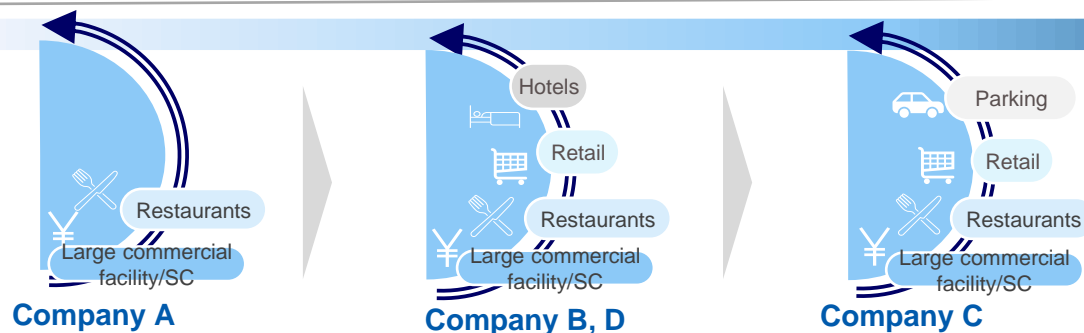 Restaurants
¥
Large commercial
facility/SC
Company A
Hotels
Retail
Restaurants
¥
Large commercial
facility/SC
Company B, D
Parking
Retail
Restaurants
¥
Large commercial
facility/SC
Company C